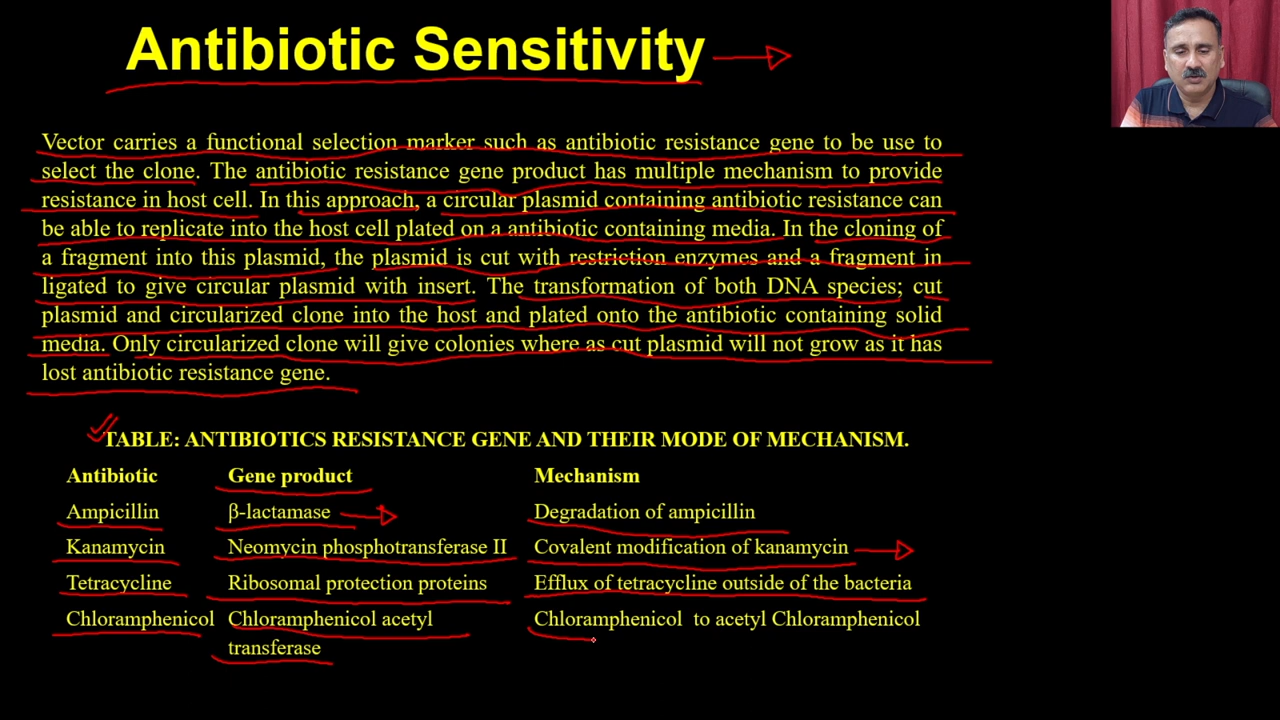 Antibiotic Sensitivity
Vector carries a functional selection marker such as antibiotic resistance gene to be use to
select the clone. The antibiotic resistance gene product has multiple mechanism to provide
resistance in host cell. In this approach, a circular plasmid containing antibiotic resistance can
be able to replicate into the host cell plated on a antibiotic containing media. In the cloning of
a fragment into this plasmid, the plasmid is cut with restriction enzymes and a fragment in
ligated to give circular plasmid with insert. The transformation of both DNA species; cut
plasmid and circularized clone into the host and plated onto the antibiotic containing solid
media. Only circularized clone will give colonies where as cut plasmid will not grow as it has
lost antibiotic resistance gene.
TABLE: ANTIBIOTICS RESISTANCE GENE AND THEIR MODE OF MECHANISM.
Antibiotic Gene product Mechanism
Ampicillin β-lactamase Degradation of ampicillin
Kanamycin Neomycin phosphotransferase II Covalent modification of kanamycin
Tetracycline Ribosomal protection proteins Efflux of tetracycline outside of the bacteria
Chloramphenicol Chloramphenicol acetyl Chloramphenicol to acetyl Chloramphenicol
transferase